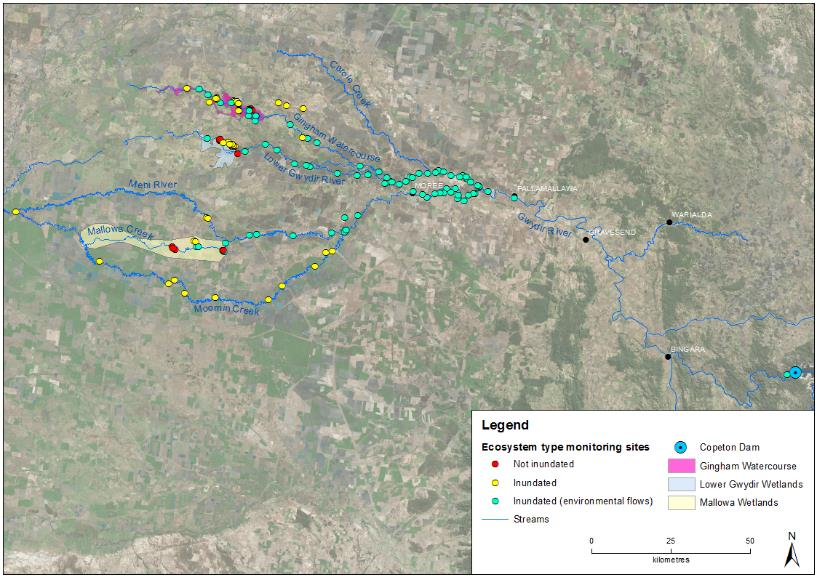 Carole Creek
Gingham Watercourse
Lower Gwydir River
MOREE
PALLAMALLAWA
Mehi River
WARIALDA
Gwydir River
GRAVESEND
Mallowa Creek
Moomin Creek
BINGARA
Legend
Ecosystem type monitoring sites
Not inundated
Inundated
Inundated (environmental flows)
Streams
Copeton Dam
Gingham Watercourse
Lower Gwydir Wetlands
Mallowa Wetlands
0 25 50
kilometres
N